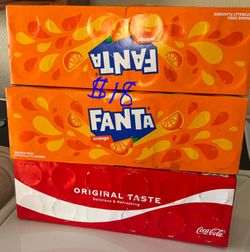 FANTA
$18
FANTA
orange
ORIGINAL TASTE
Delicious & Refreshing
Coca-Cola